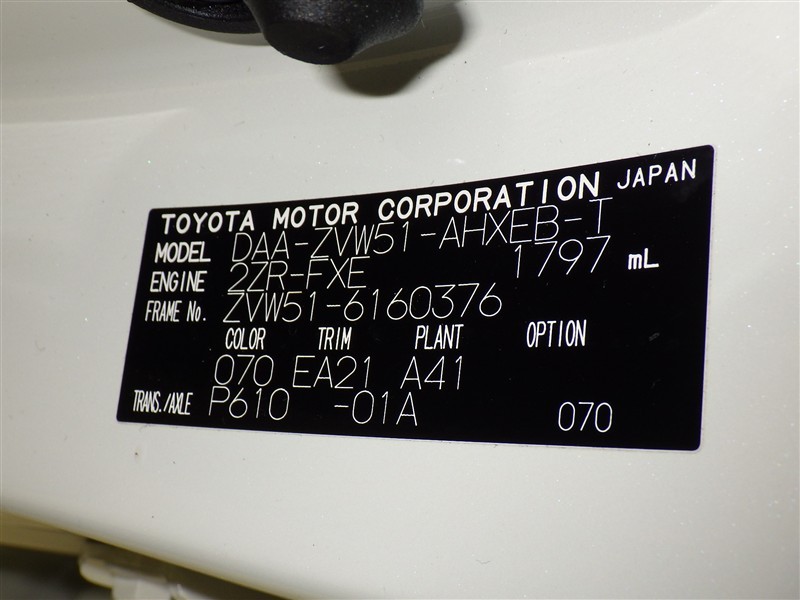 TOYOTA MOTOR CORPORATION JAPAN
MODEL DAA-ZVW51-AHXEB-T
ENGINE 2ZR-FXE 1797 mL
FRAME No. ZVW51-6160376
COLOR TRIM PLANT OPTION
070 EA21 A41
TRANS./AXLE P610 -01A 070